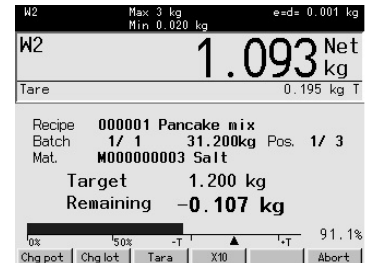 W2 Max 3 kg e=d= 0.001 kg
Min 0.020 kg
W2 1.093 Net
kg
Tare 0.195 kg T
Recipe 000001 Pancake mix
Batch 1/ 1 31.200kg Pos. 1/ 3
Mat. M000000003 Salt
Target 1.200 kg
Remaining -0.107 kg
0% 50% -T +T 91.1%
Chg pot Chg lot Tara X10 Abort